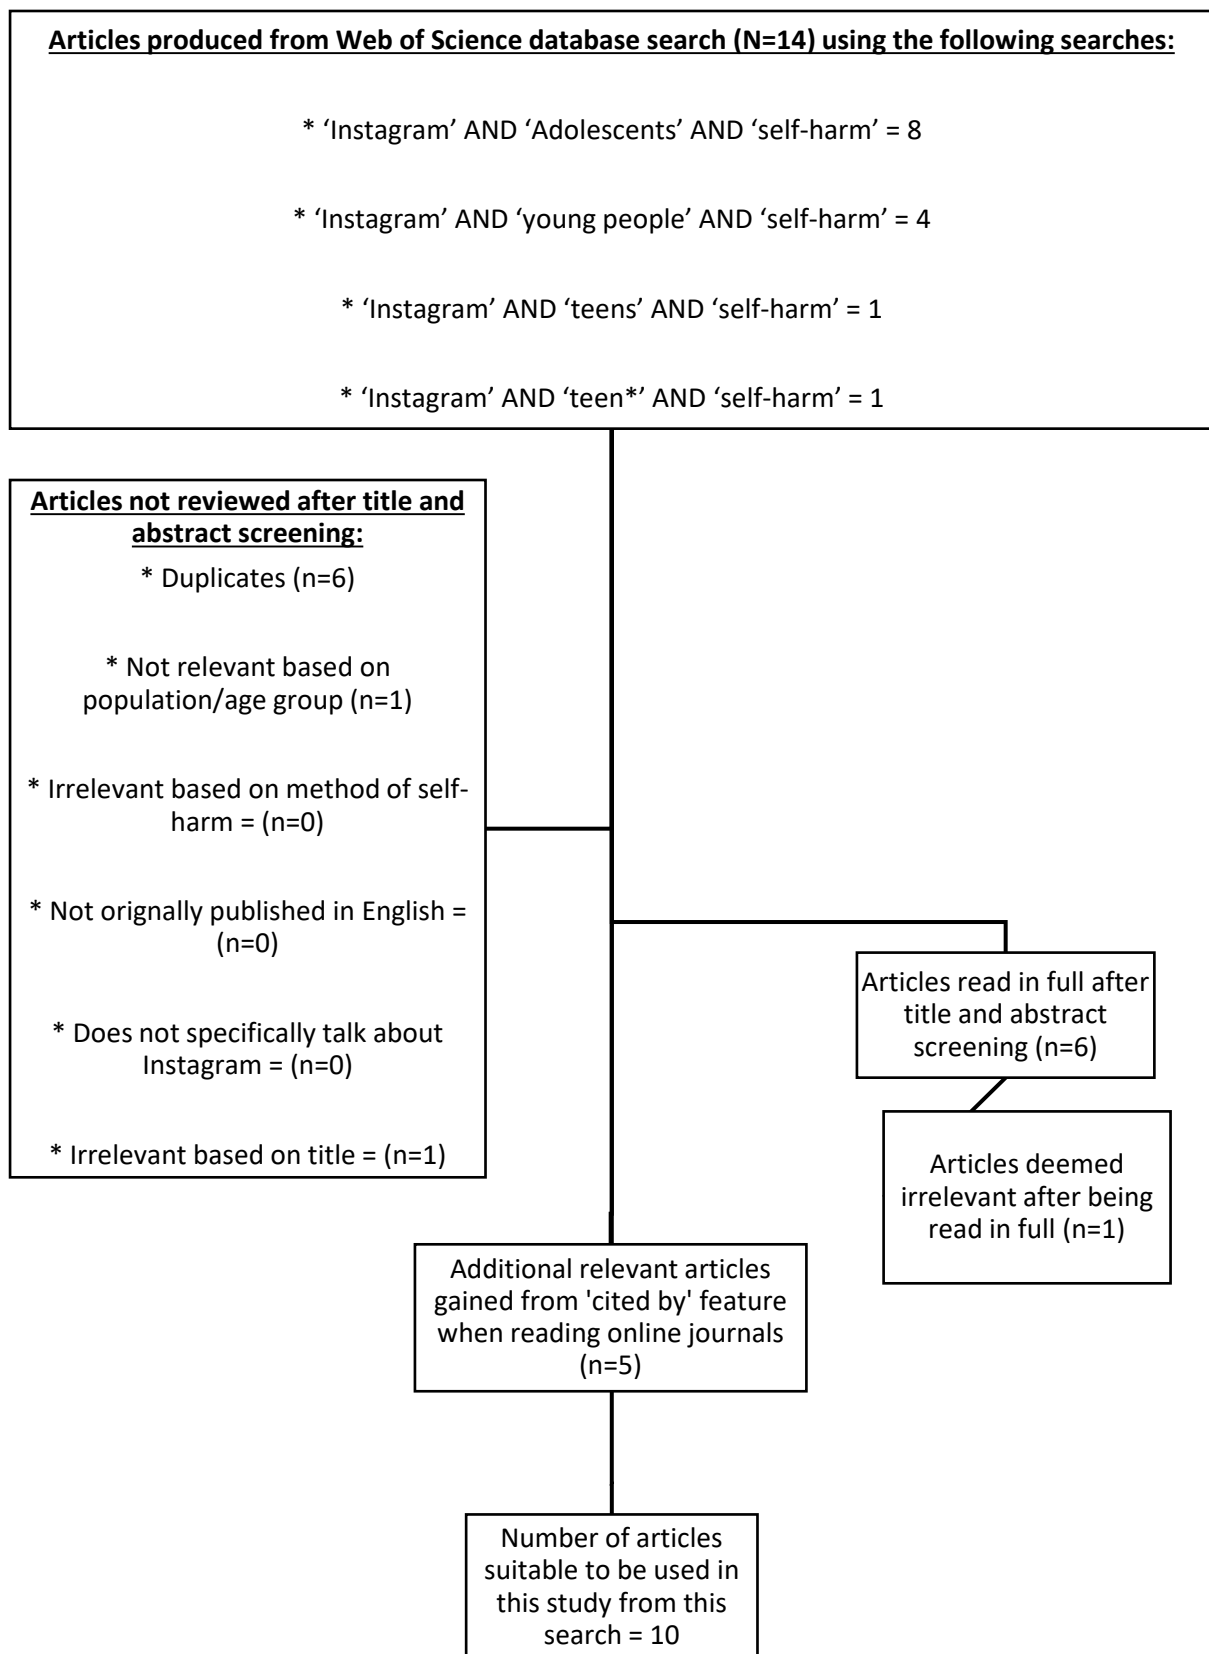 Articles produced from Web of Science database search (N=14) using the following searches:
* ‘Instagram’ AND ‘Adolescents’ AND ‘self-harm’ = 8
* ‘Instagram’ AND ‘young people’ AND ‘self-harm’ = 4
* ‘Instagram’ AND ‘teens’ AND ‘self-harm’ = 1
* ‘Instagram’ AND ‘teen*’ AND ‘self-harm’ = 1
Articles not reviewed after title and
abstract screening:
* Duplicates (n=6)
* Not relevant based on
population/age group (n=1)
* Irrelevant based on method of self-
harm = (n=0)
* Not orignally published in English =
(n=0)
* Does not specifically talk about
Instagram = (n=0)
* Irrelevant based on title = (n=1)
Articles read in full after
title and abstract
screening (n=6)
Articles deemed
irrelevant after being
read in full (n=1)
Additional relevant articles
gained from 'cited by' feature
when reading online journals
(n=5)
Number of articles
suitable to be used in
this study from this
search = 10